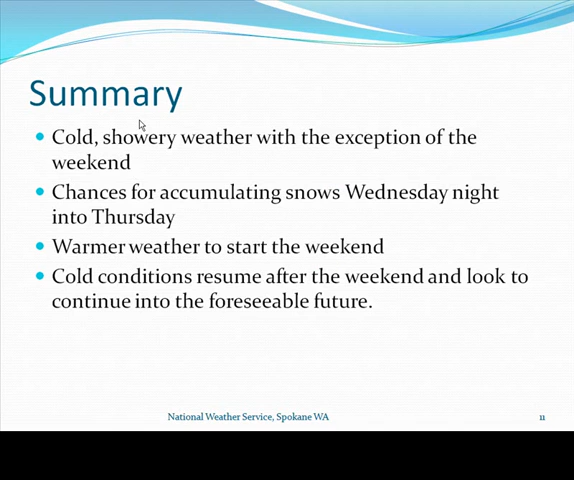 Summary
Cold, showery weather with the exception of the
weekend
Chances for accumulating snows Wednesday night
into Thursday
Warmer weather to start the weekend
Cold conditions resume after the weekend and look to
continue into the foreseeable future.
National Weather Service, Spokane WA
11